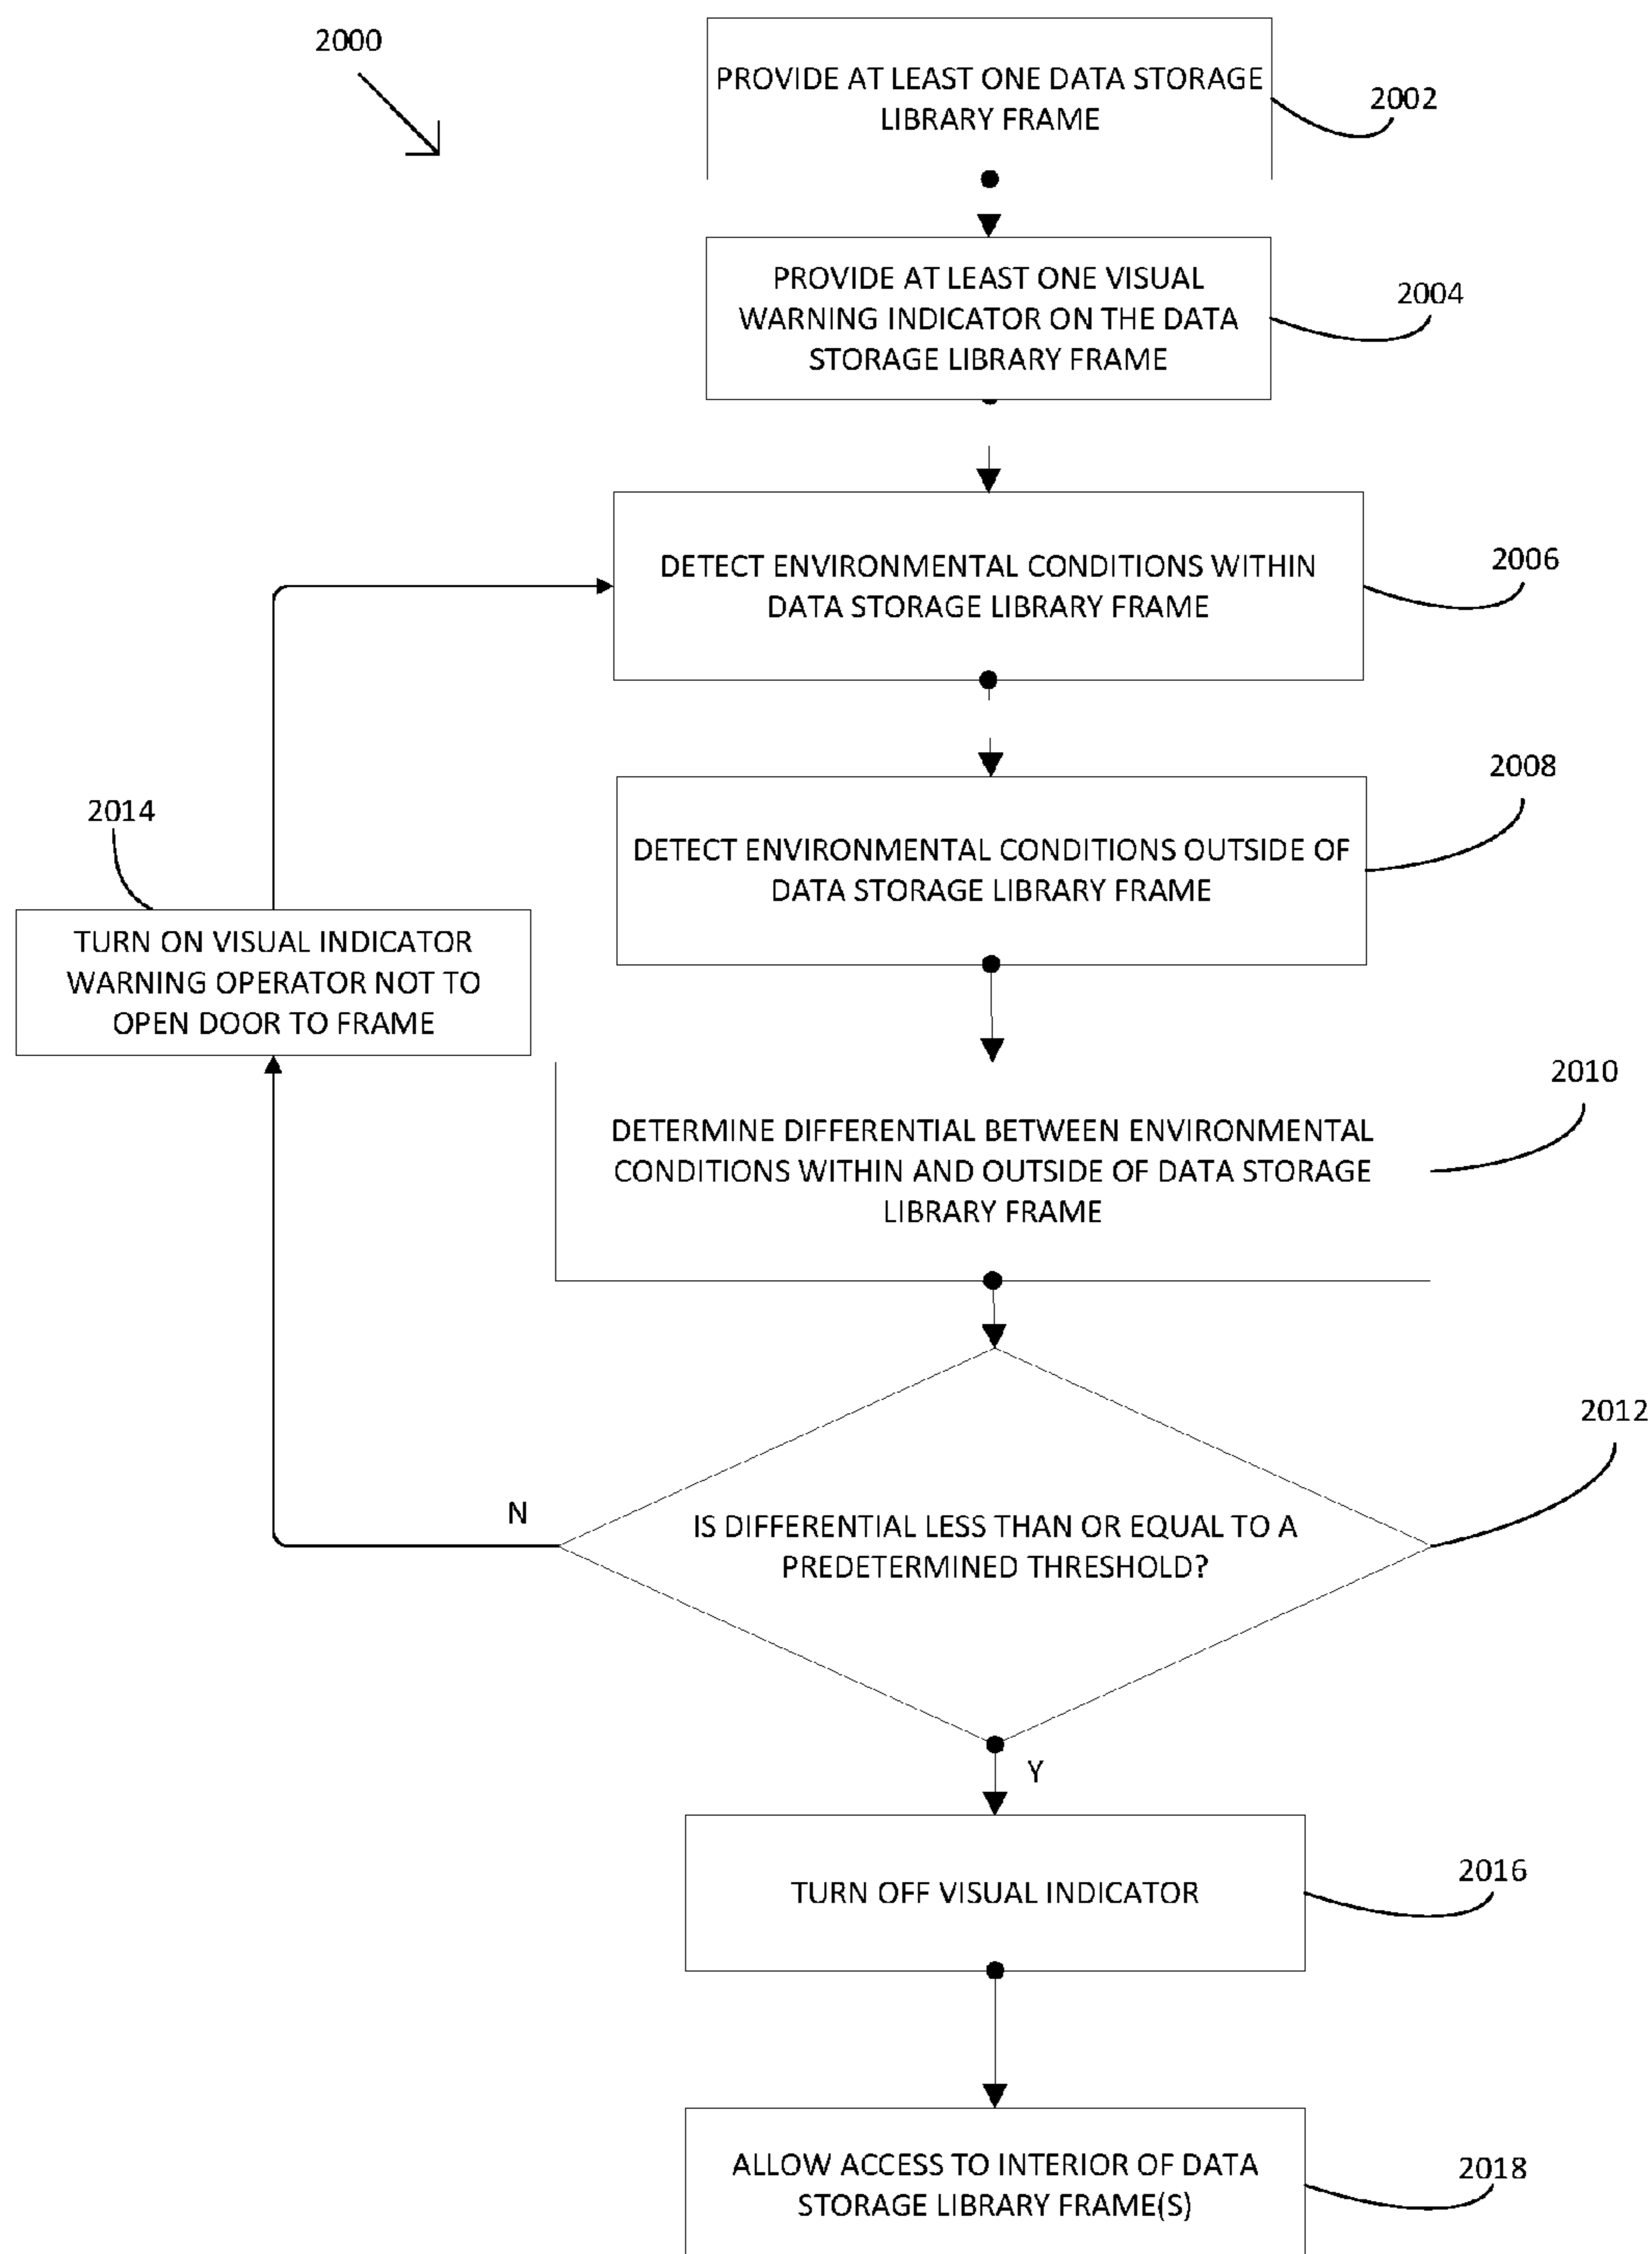 2000
PROVIDE AT LEAST ONE DATA STORAGE
LIBRARY FRAME
2002
PROVIDE AT LEAST ONE VISUAL
WARNING INDICATOR ON THE DATA
STORAGE LIBRARY FRAME
2004
DETECT ENVIRONMENTAL CONDITIONS WITHIN
DATA STORAGE LIBRARY FRAME
2006
DETECT ENVIRONMENTAL CONDITIONS OUTSIDE OF
DATA STORAGE LIBRARY FRAME
2008
2014
TURN ON VISUAL INDICATOR
WARNING OPERATOR NOT TO
OPEN DOOR TO FRAME
DETERMINE DIFFERENTIAL BETWEEN ENVIRONMENTAL
CONDITIONS WITHIN AND OUTSIDE OF DATA STORAGE
LIBRARY FRAME
2010
IS DIFFERENTIAL LESS THAN OR EQUAL TO A
PREDETERMINED THRESHOLD?
2012
N
Y
TURN OFF VISUAL INDICATOR
2016
ALLOW ACCESS TO INTERIOR OF DATA
STORAGE LIBRARY FRAME(S)
2018